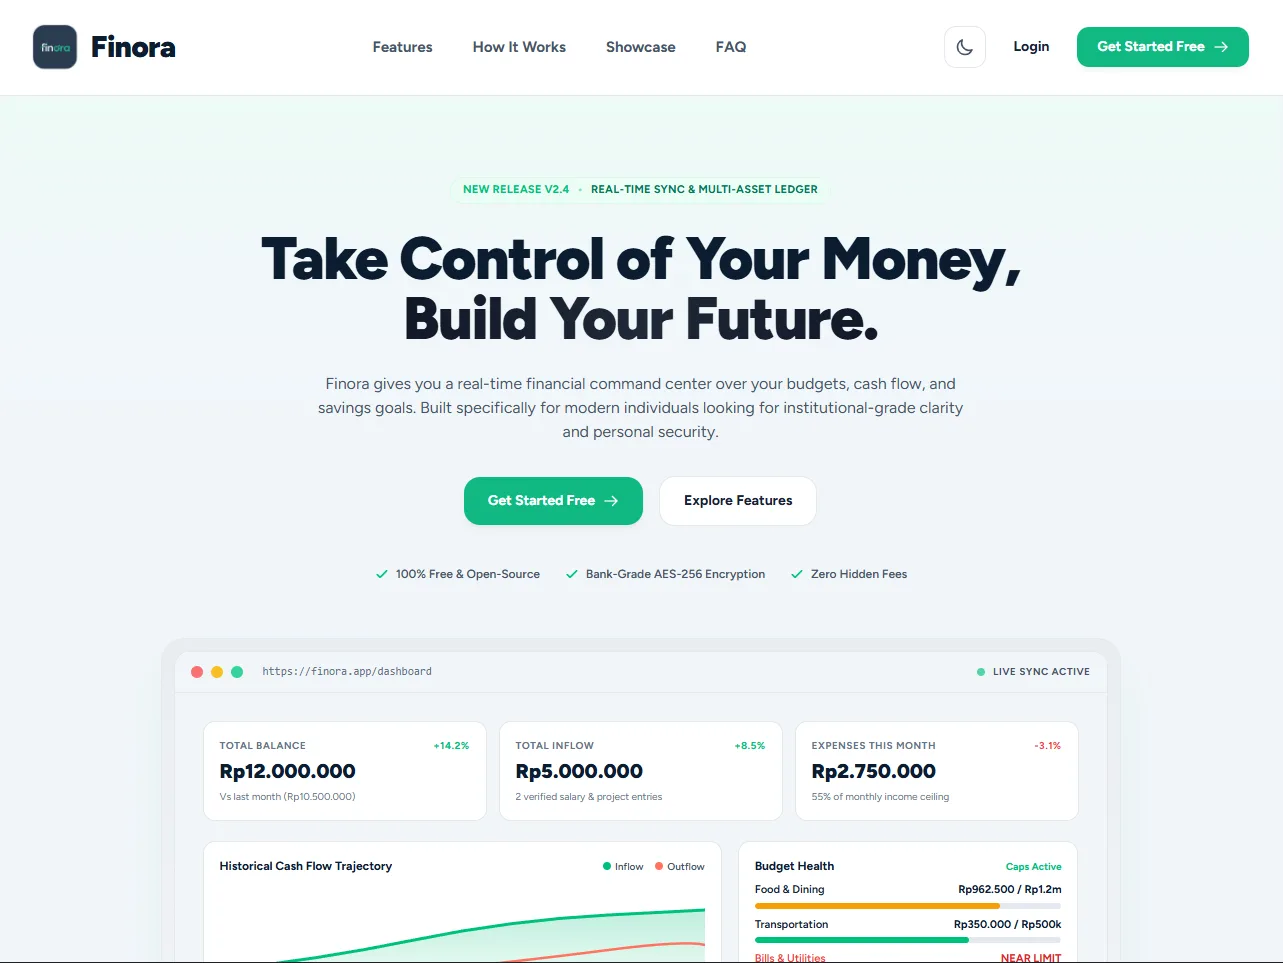 finora
Finora
Features
How It Works
Showcase
FAQ
Login
Get Started Free →
NEW RELEASE V2.4 • REAL-TIME SYNC & MULTI-ASSET LEDGER
Take Control of Your Money,
Build Your Future.
Finora gives you a real-time financial command center over your budgets, cash flow, and
savings goals. Built specifically for modern individuals looking for institutional-grade clarity
and personal security.
Get Started Free →
Explore Features
100% Free & Open-Source
Bank-Grade AES-256 Encryption
Zero Hidden Fees
https://finora.app/dashboard
LIVE SYNC ACTIVE
TOTAL BALANCE
+14.2%
Rp12.000.000
Vs last month (Rp10.500.000)
TOTAL INFLOW
+8.5%
Rp5.000.000
2 verified salary & project entries
EXPENSES THIS MONTH
-3.1%
Rp2.750.000
55% of monthly income ceiling
Historical Cash Flow Trajectory
Inflow
Outflow
Budget Health
Caps Active
Food & Dining
Rp962.500 / Rp1.2m
Transportation
Rp350.000 / Rp500k
Bills & Utilities
NEAR LIMIT